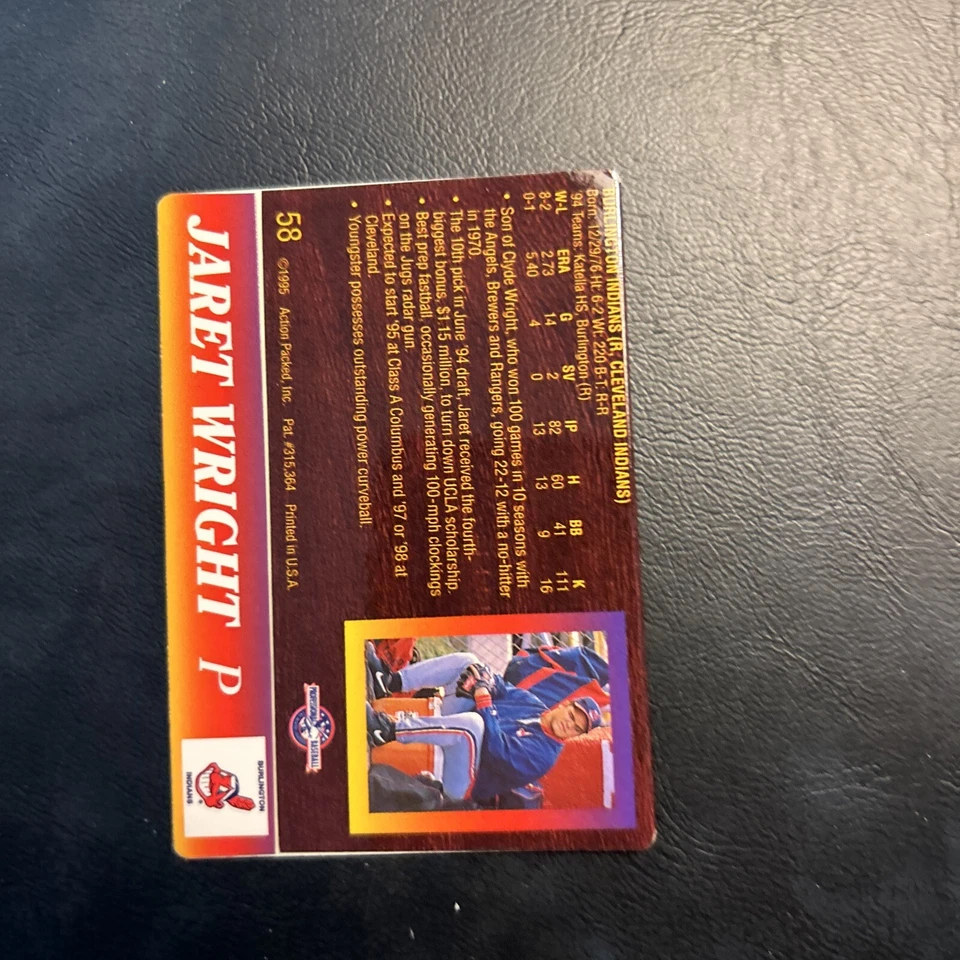 BURLINGTON INDIANS (R, CLEVELAND INDIANS)
Born: 12/29/76 Ht: 6-2 Wt: 220 B-T: R-R
'94 Teams: Katella HS, Burlington (R)
W-L ERA G SV IP H BB K
8-2 2.73 14 2 82 60 41 111
0-1 5.40 4 0 13 13 9 16
• Son of Clyde Wright, who won 100 games in 10 seasons with
the Angels, Brewers and Rangers, going 22-12 with a no-hitter
in 1970.
• The 10th pick in June '94 draft, Jaret received the fourth-
biggest bonus, $1.15 million, to turn down UCLA scholarship.
• Best prep fastball, occasionally generating 100-mph clockings
on the Jugs radar gun.
• Expected to start '95 at Class A Columbus and '97 or '98 at
Cleveland.
• Youngster possesses outstanding power curveball.
58 ©1995 Action Packed, Inc. Pat. #315,364 Printed in U.S.A.
PROFESSIONAL
BASEBALL
JARET WRIGHT P
BURLINGTON
INDIANS